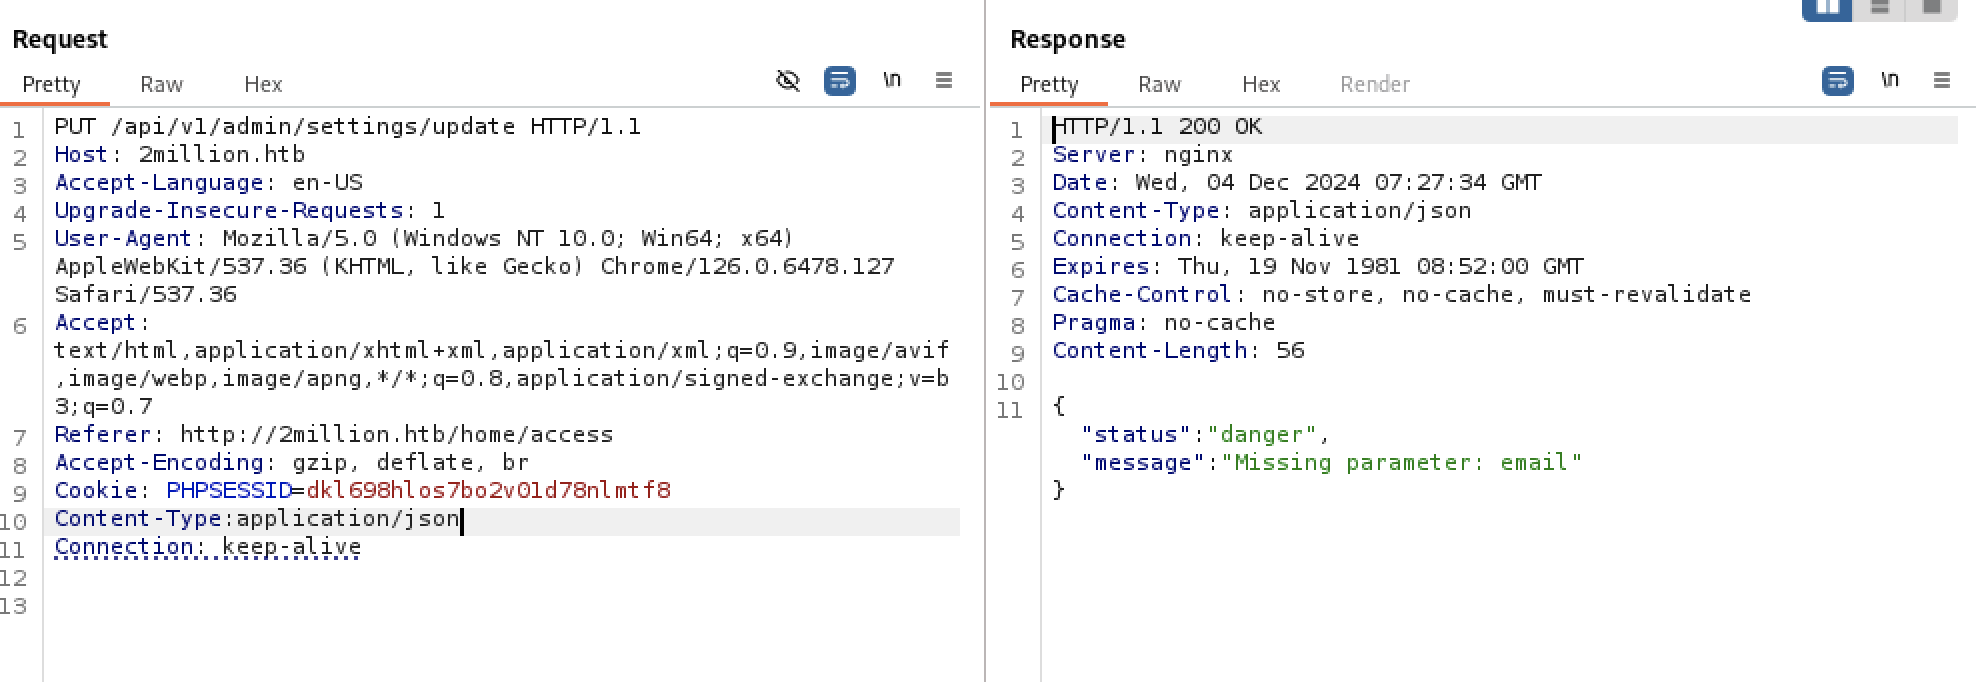 Request
Pretty Raw Hex
\n
1 PUT /api/v1/admin/settings/update HTTP/1.1
2 Host: 2million.htb
3 Accept-Language: en-US
4 Upgrade-Insecure-Requests: 1
5 User-Agent: Mozilla/5.0 (Windows NT 10.0; Win64; x64)
AppleWebKit/537.36 (KHTML, like Gecko) Chrome/126.0.6478.127
Safari/537.36
6 Accept:
text/html,application/xhtml+xml,application/xml;q=0.9,image/avif
,image/webp,image/apng,*/*;q=0.8,application/signed-exchange;v=b
3;q=0.7
7 Referer: http://2million.htb/home/access
8 Accept-Encoding: gzip, deflate, br
9 Cookie: PHPSESSID=dkl698hlos7bo2v01d78nlmtf8
10 Content-Type:application/json
11 Connection: keep-alive
12
13
Response
Pretty Raw Hex Render
\n
1 HTTP/1.1 200 OK
2 Server: nginx
3 Date: Wed, 04 Dec 2024 07:27:34 GMT
4 Content-Type: application/json
5 Connection: keep-alive
6 Expires: Thu, 19 Nov 1981 08:52:00 GMT
7 Cache-Control: no-store, no-cache, must-revalidate
8 Pragma: no-cache
9 Content-Length: 56
10
11 {
"status":"danger",
"message":"Missing parameter: email"
}